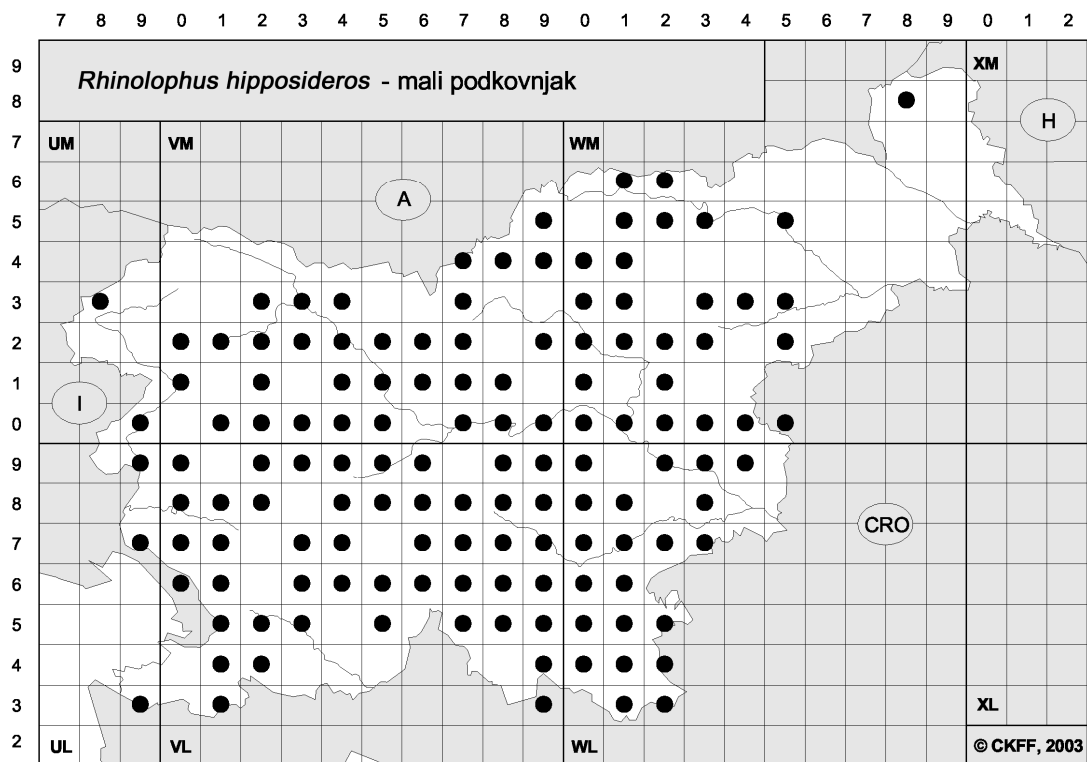 7 8 9 0 1 2 3 4 5 6 7 8 9 0 1 2 3 4 5 6 7 8 9 0 1 2
9
Rhinolophus hipposideros - mali podkovnjak
XM
8
H
7
UM VM WM
6
A
5
4
3
2
1
I
0
9
8
CRO
7
6
5
4
3
XL
2
UL VL WL
© CKFF, 2003